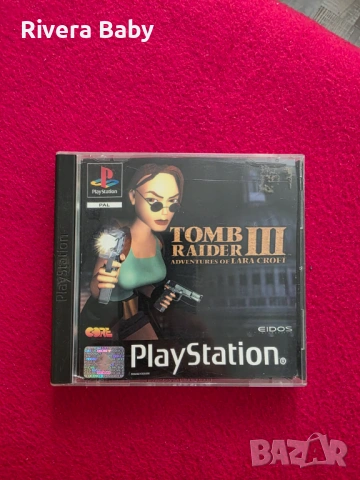 Rivera Baby
PlayStation
PAL
TOMB
RAIDER III
ADVENTURES OF LARA CROFT
CORE
EIDOS
PlayStation
PlayStation
BAZAR